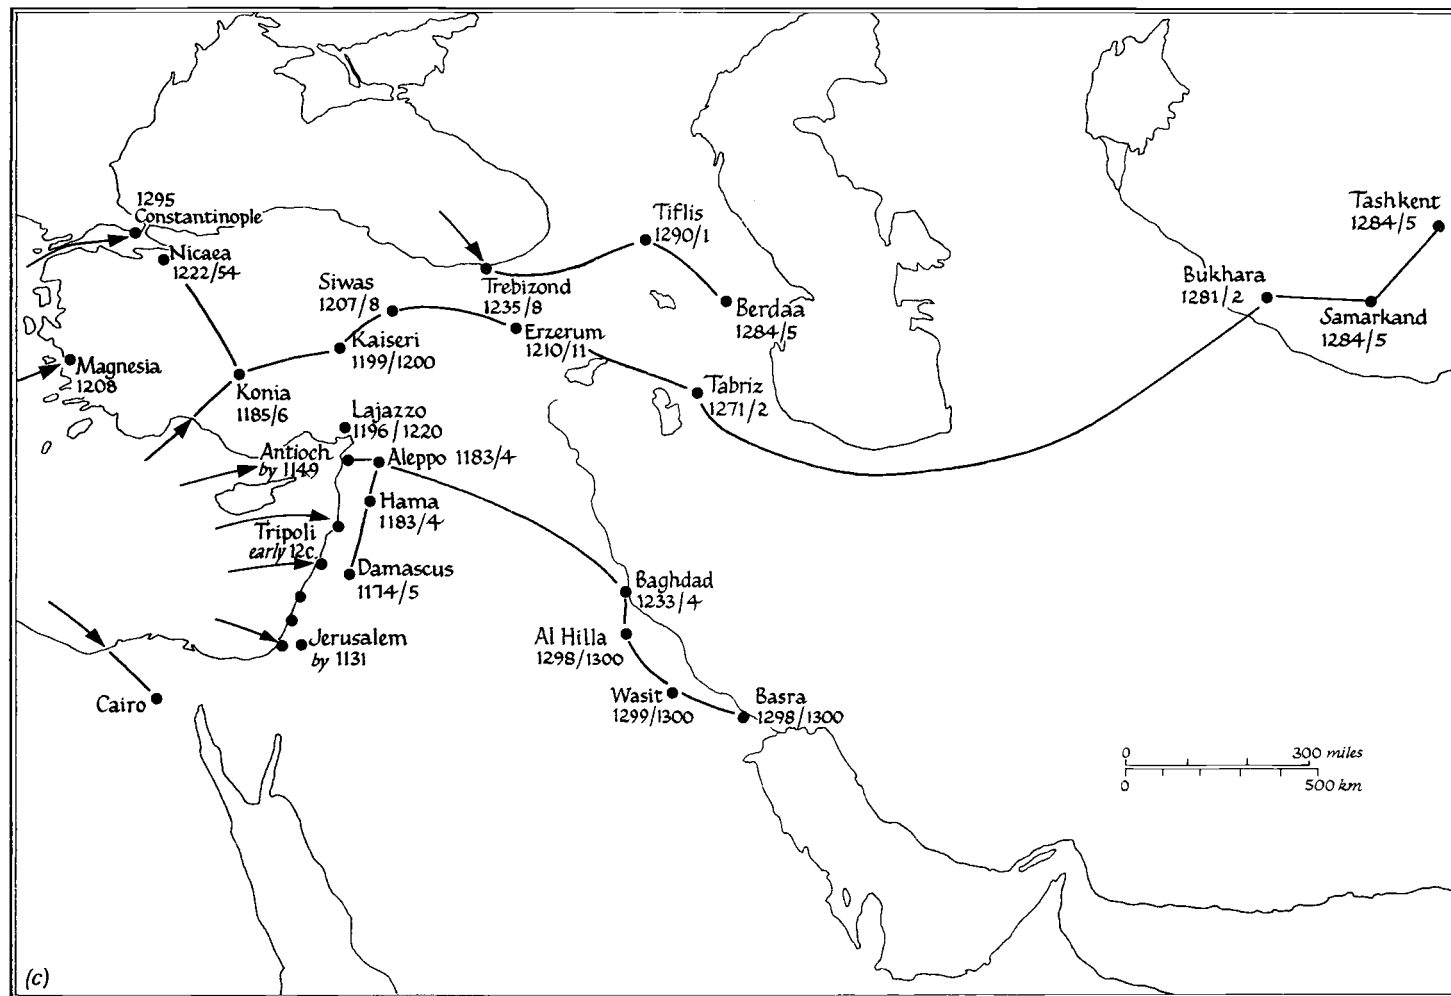 1295
Constantinople
Nicaea
1222/54
Siwas
1207/8
Trebizond
1235/8
Tiflis
1290/1
Berdaa
1284/5
Tashkent
1284/5
Bukhara
1281/2
Samarkand
1284/5
Magnesia
1208
Konia
1185/6
Kaiseri
1199/1200
Erzerum
1210/11
Tabriz
1271/2
Lajazzo
1196/1220
Antioch
by 1149
Aleppo 1183/4
Hama
1183/4
Tripoli
early 12c.
Damascus
1174/5
Jerusalem
by 1131
Cairo
Baghdad
1233/4
Al Hilla
1298/1300
Wasit
1299/1300
Basra
1298/1300
0 300 miles
0 500 km
(c)